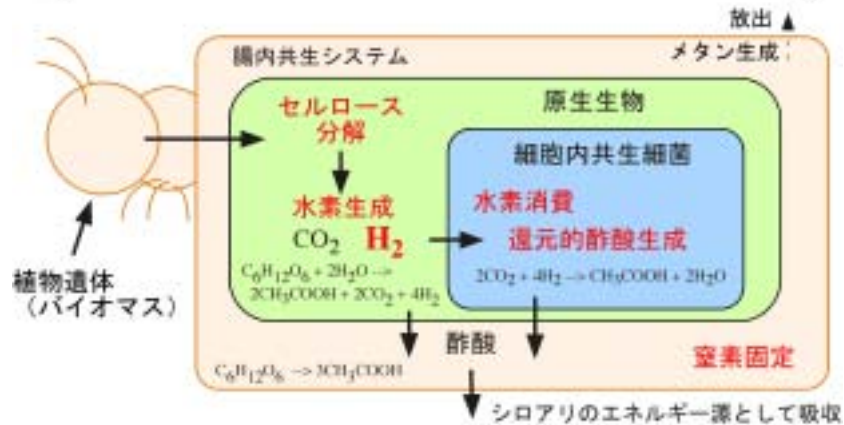 放出
メタン生成
腸内共生システム
原生生物
セルロース
分解
細胞内共生細菌
水素生成
CO₂ H₂
水素消費
還元的酢酸生成
C₆H₁₂O₆ + 2H₂O –>
2CH₃COOH + 2CO₂ + 4H₂
2CO₂ + 4H₂ –> CH₃COOH + 2H₂O
植物遺体
（バイオマス）
酢酸
窒素固定
C₆H₁₂O₆ –> 3CH₃COOH
シロアリのエネルギー源として吸収